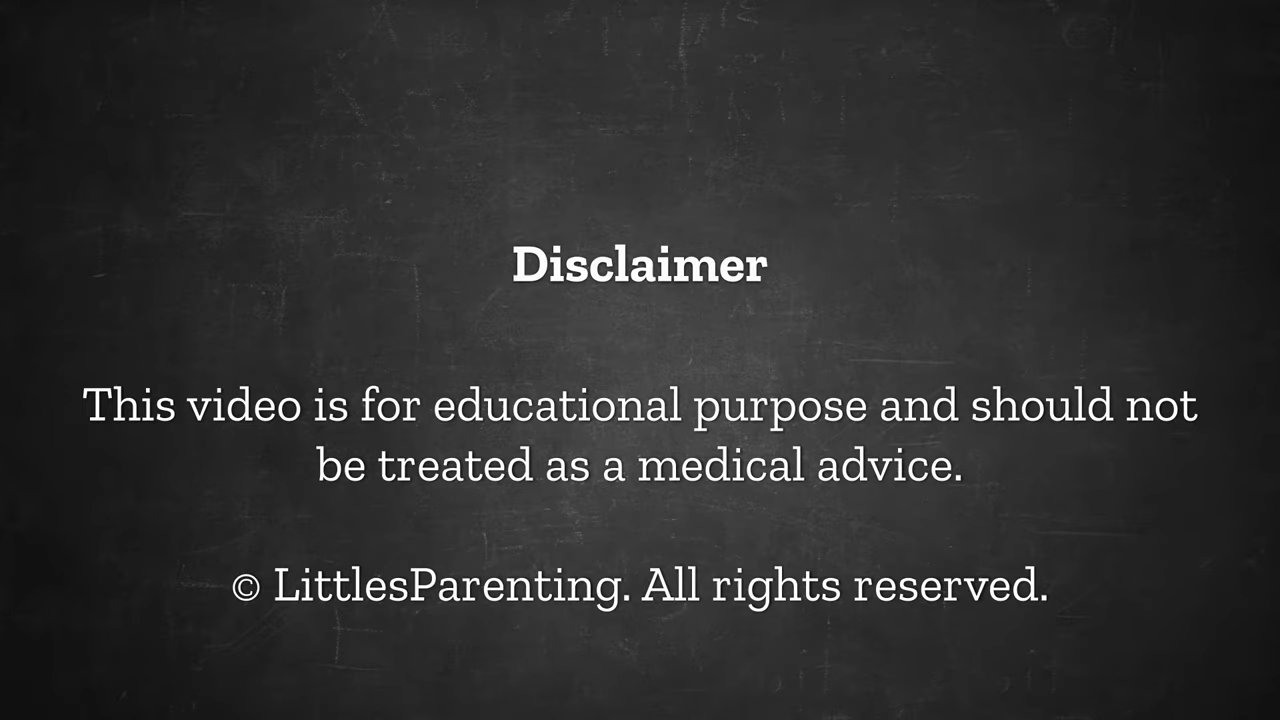 Disclaimer
This video is for educational purpose and should not
be treated as a medical advice.
© LittlesParenting. All rights reserved.